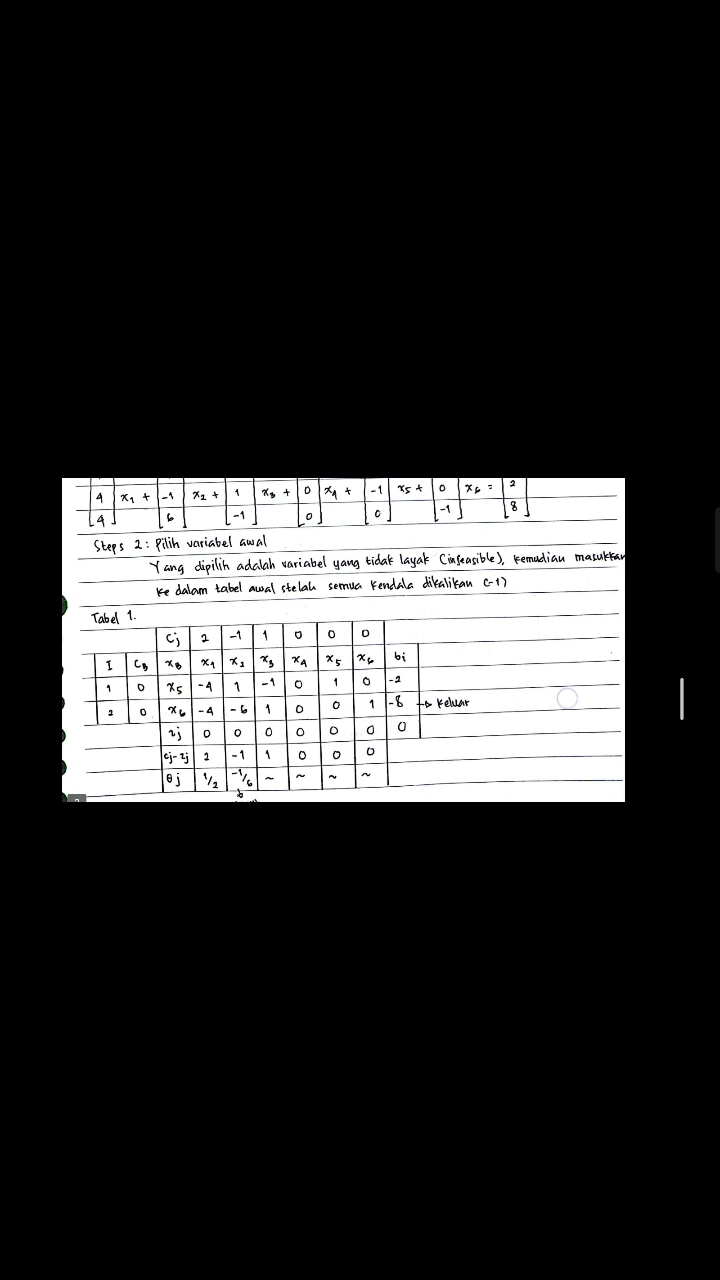 4 x1 + -1 x2 + 1 x3 + 0 x4 + -1 x5 + 0 x6 = 2
4 6 -1 0 0 -1 8
Steps 2: Pilih variabel awal
Yang dipilih adalah variabel yang tidak layak (infeasible), kemudian masukkan
ke dalam tabel awal stelah semua kendala dikalikan (-1)
Tabel 1.
Cj 2 -1 1 0 0 0
I CB XB x1 x2 x3 x4 x5 x6 bi
1 0 x5 -4 1 -1 0 1 0 -2
2 0 x6 -4 -6 1 0 0 1 -8 → Keluar
zj 0 0 0 0 0 0 0
cj-zj 2 -1 1 0 0 0
θj 1/2 -1/6 ~ ~ ~ ~